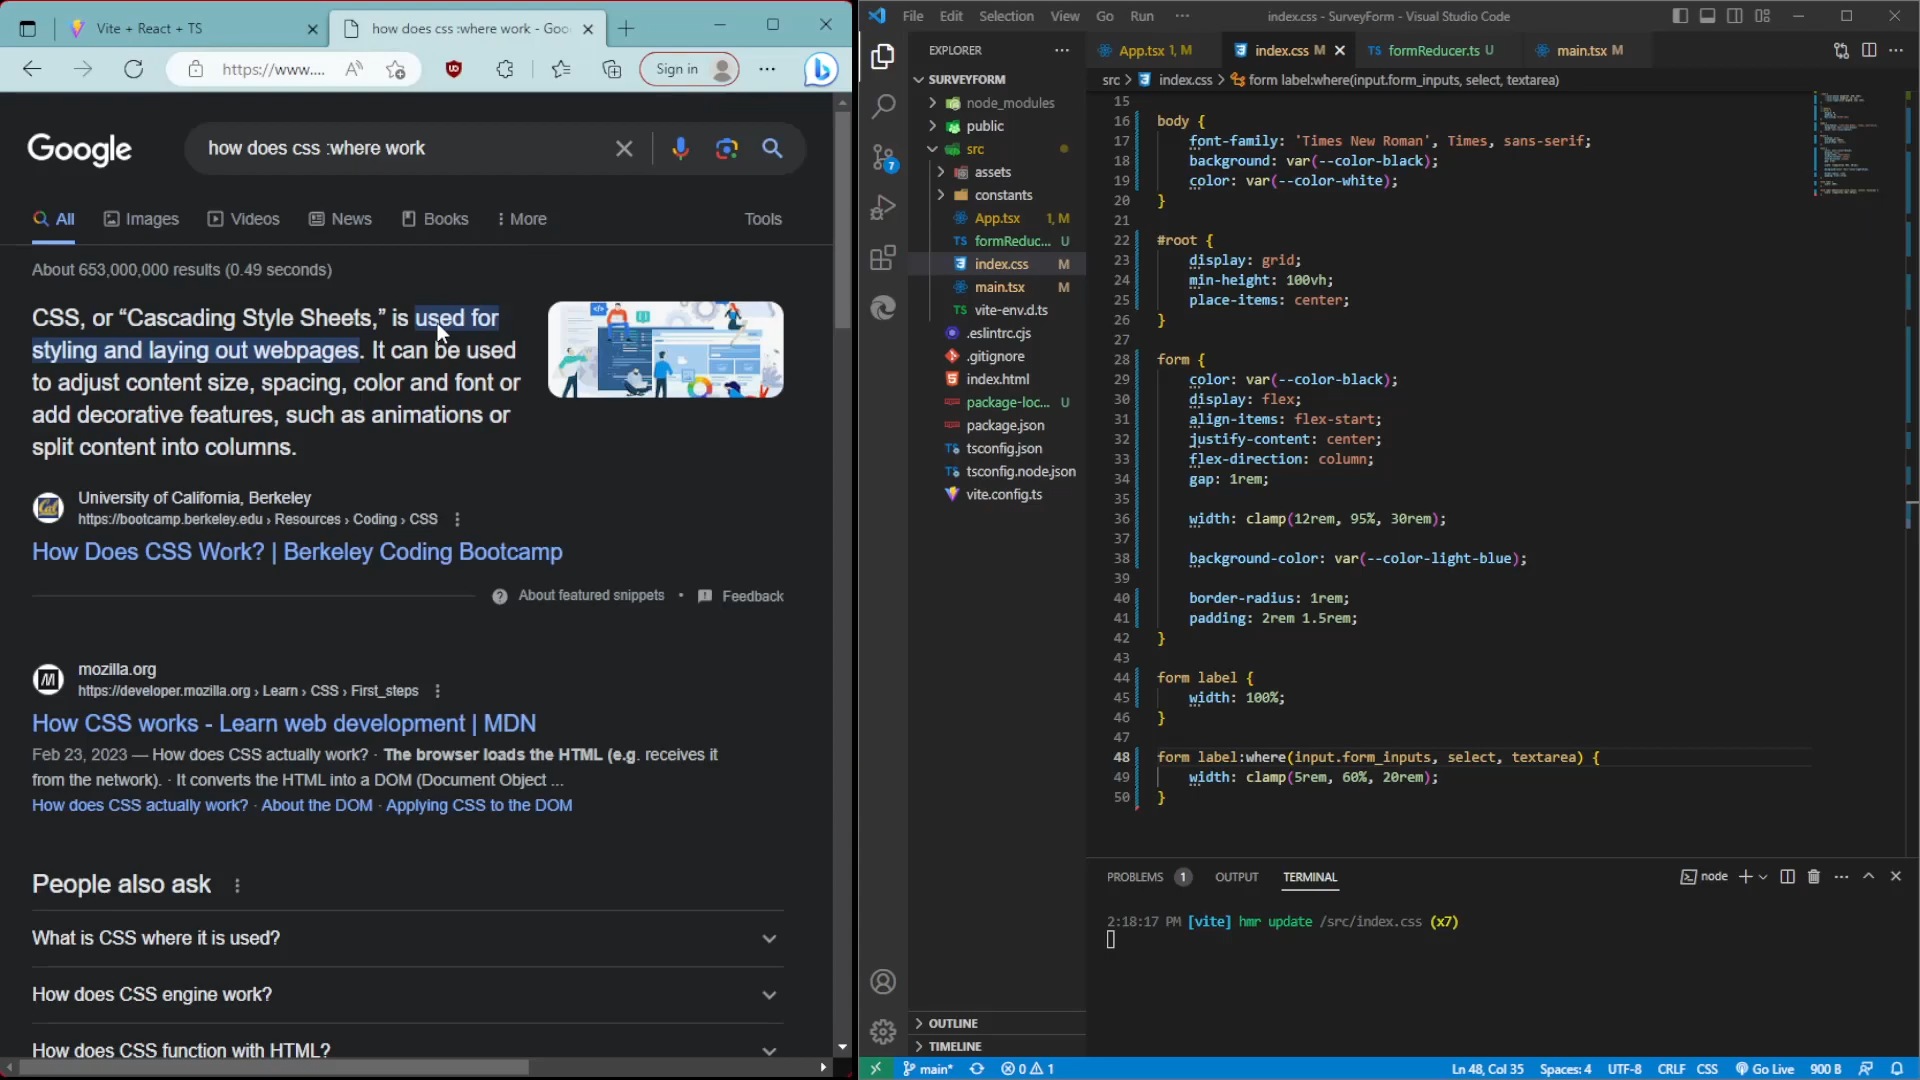 Vite + React + TS
how does css :where work - Goo
https://www....
Sign in
Google
how does css :where work
All
Images
Videos
News
Books
More
Tools
About 653,000,000 results (0.49 seconds)
CSS, or “Cascading Style Sheets,” is used for
styling and laying out webpages. It can be used
to adjust content size, spacing, color and font or
add decorative features, such as animations or
split content into columns.
University of California, Berkeley
https://bootcamp.berkeley.edu › Resources › Coding › CSS
How Does CSS Work? | Berkeley Coding Bootcamp
About featured snippets • Feedback
mozilla.org
https://developer.mozilla.org › Learn › CSS › First_steps
How CSS works - Learn web development | MDN
Feb 23, 2023 — How does CSS actually work? · The browser loads the HTML (e.g. receives it
from the network). · It converts the HTML into a DOM (Document Object ...
How does CSS actually work? · About the DOM · Applying CSS to the DOM
People also ask
What is CSS where it is used?
How does CSS engine work?
How does CSS function with HTML?
File Edit Selection View Go Run ···
index.css - SurveyForm - Visual Studio Code
EXPLORER
SURVEYFORM
node_modules
public
src
assets
constants
App.tsx 1, M
formReduc... U
index.css M
main.tsx M
vite-env.d.ts
.eslintrc.cjs
.gitignore
index.html
package-loc... U
package.json
tsconfig.json
tsconfig.node.json
vite.config.ts
OUTLINE
TIMELINE
7
App.tsx 1, M
index.css M
formReducer.ts U
main.tsx M
src > index.css > form label:where(input.form_inputs, select, textarea)
15
16 body {
17 font-family: 'Times New Roman', Times, sans-serif;
18 background: var(--color-black);
19 color: var(--color-white);
20 }
21
22 #root {
23 display: grid;
24 min-height: 100vh;
25 place-items: center;
26 }
27
28 form {
29 color: var(--color-black);
30 display: flex;
31 align-items: flex-start;
32 justify-content: center;
33 flex-direction: column;
34 gap: 1rem;
35
36 width: clamp(12rem, 95%, 30rem);
37
38 background-color: var(--color-light-blue);
39
40 border-radius: 1rem;
41 padding: 2rem 1.5rem;
42 }
43
44 form label {
45 width: 100%;
46 }
47
48 form label:where(input.form_inputs, select, textarea) {
49 width: clamp(5rem, 60%, 20rem);
50 }
PROBLEMS 1 OUTPUT TERMINAL
node
2:18:17 PM [vite] hmr update /src/index.css (x7)
main* 0 1
Ln 48, Col 35 Spaces: 4 UTF-8 CRLF CSS Go Live 900 B